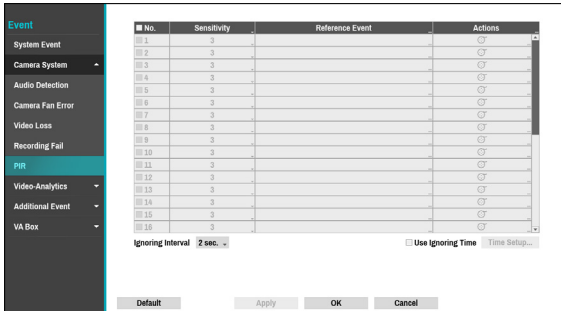 Event
System Event
Camera System
Audio Detection
Camera Fan Error
Video Loss
Recording Fail
PIR
Video-Analytics
Additional Event
VA Box
No. Sensitivity Reference Event Actions
1 3
2 3
3 3
4 3
5 3
6 3
7 3
8 3
9 3
10 3
11 3
12 3
13 3
14 3
15 3
16 3
Ignoring Interval 2 sec. Use Ignoring Time Time Setup...
Default Apply OK Cancel